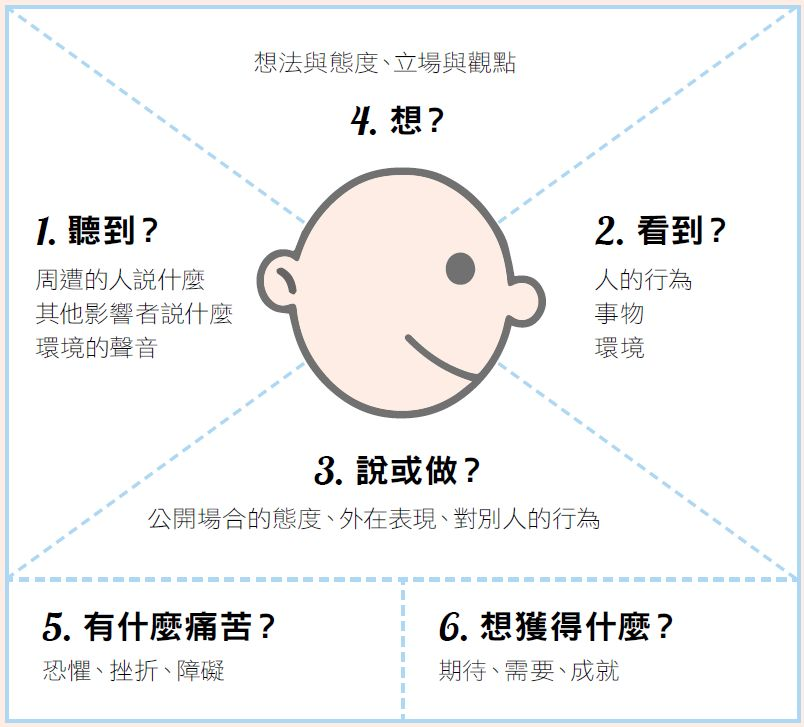 想法與態度、立場與觀點
4. 想？
1. 聽到？
周遭的人說什麼
其他影響者說什麼
環境的聲音
2. 看到？
人的行為
事物
環境
3. 說或做？
公開場合的態度、外在表現、對別人的行為
5. 有什麼痛苦？
恐懼、挫折、障礙
6. 想獲得什麼？
期待、需要、成就